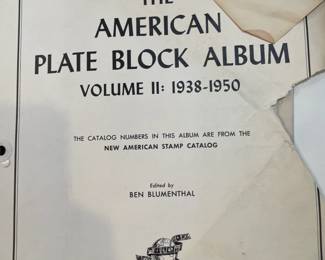 THE
AMERICAN
PLATE BLOCK ALBUM
VOLUME II: 1938-1950
THE CATALOG NUMBERS IN THIS ALBUM ARE FROM THE
NEW AMERICAN STAMP CATALOG
Edited by
BEN BLUMENTHAL